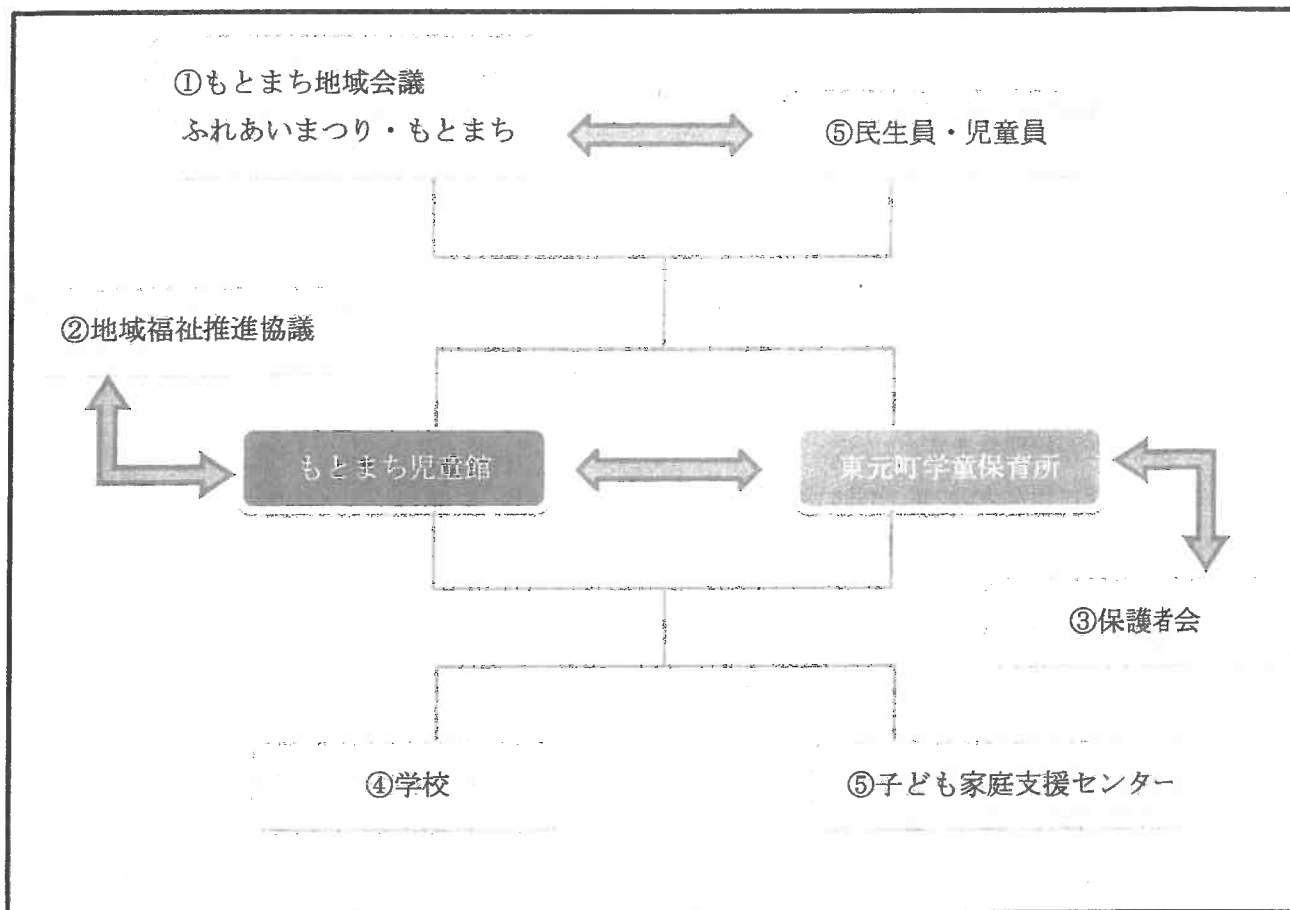 ①もとまち地域会議
ふれあいまつり・もとまち
⑤民生員・児童員
②地域福祉推進協議
もとまち児童館
東元町学童保育所
③保護者会
④学校
⑤子ども家庭支援センター